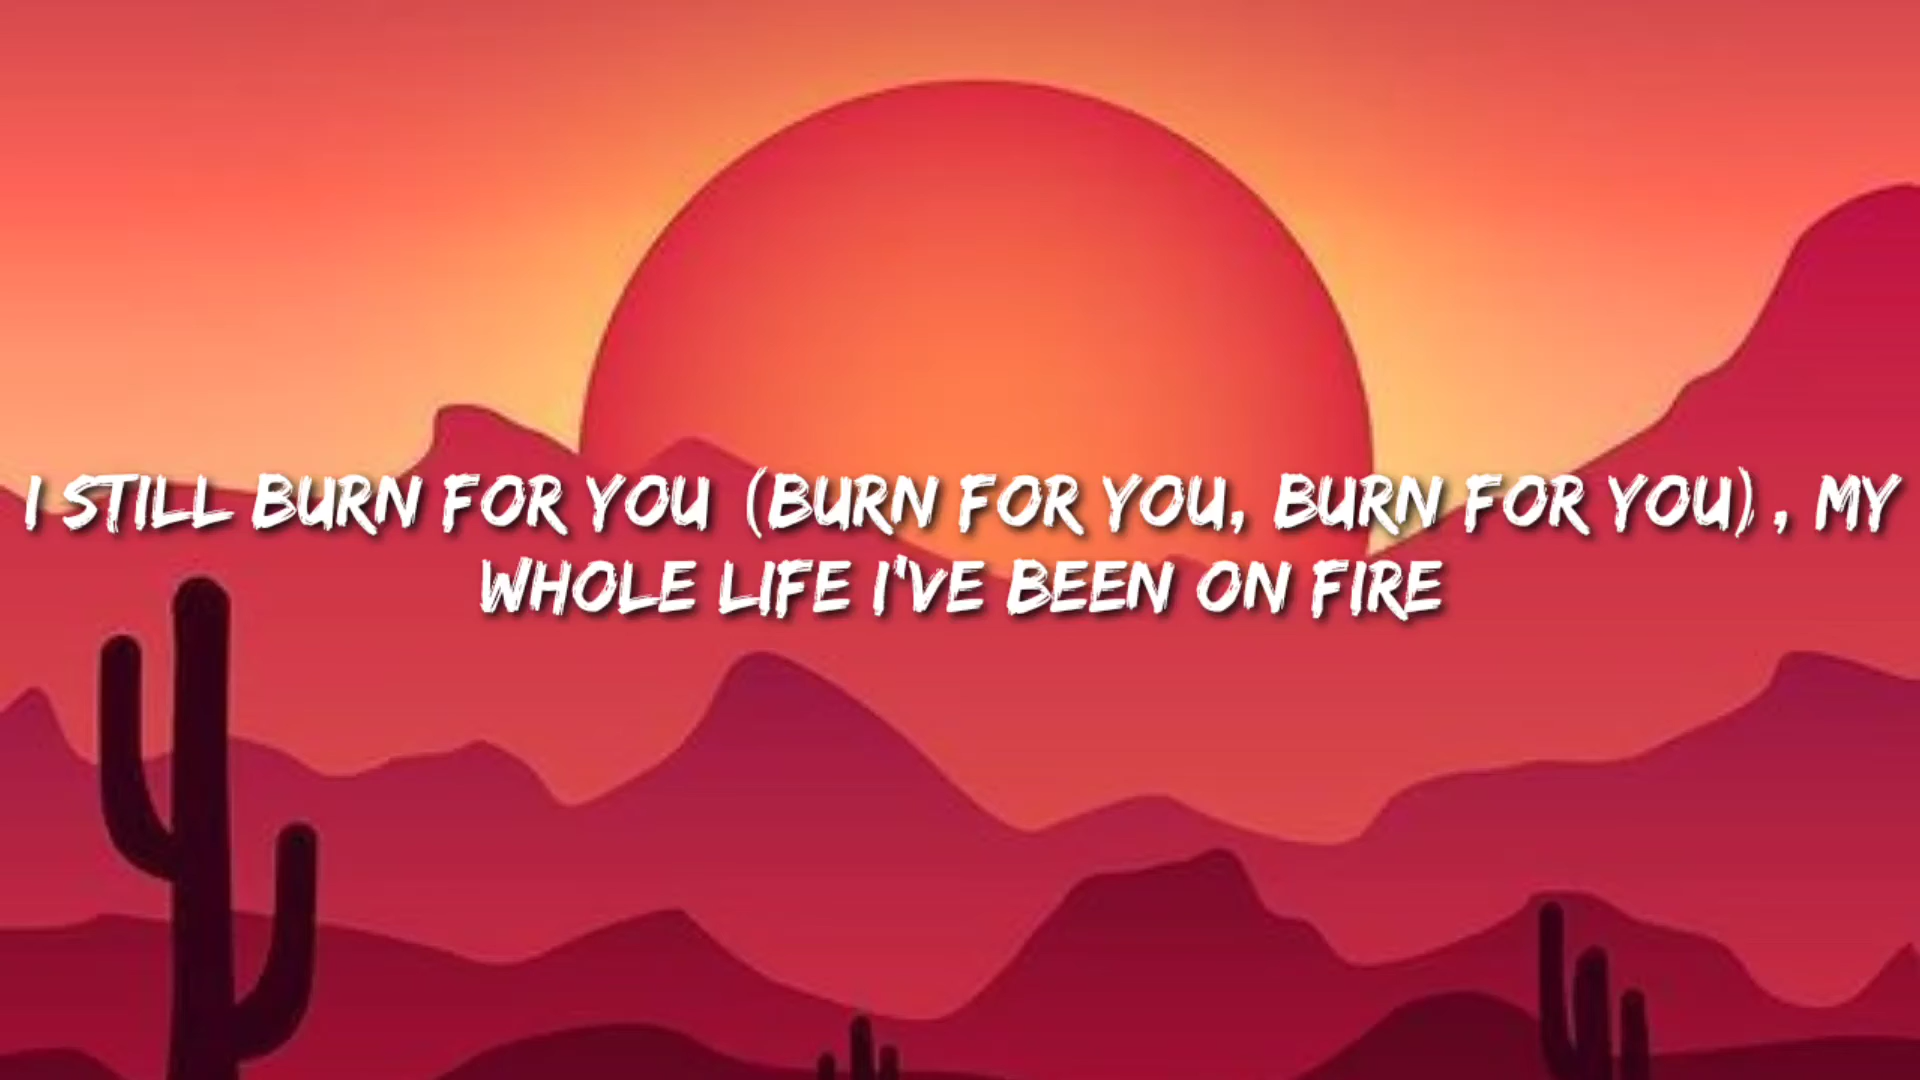 I STILL BURN FOR YOU (BURN FOR YOU, BURN FOR YOU) , MY
WHOLE LIFE I'VE BEEN ON FIRE